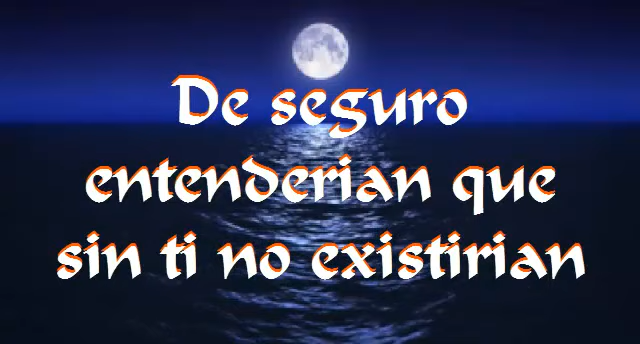 De seguro
entenderian que
sin ti no existirian